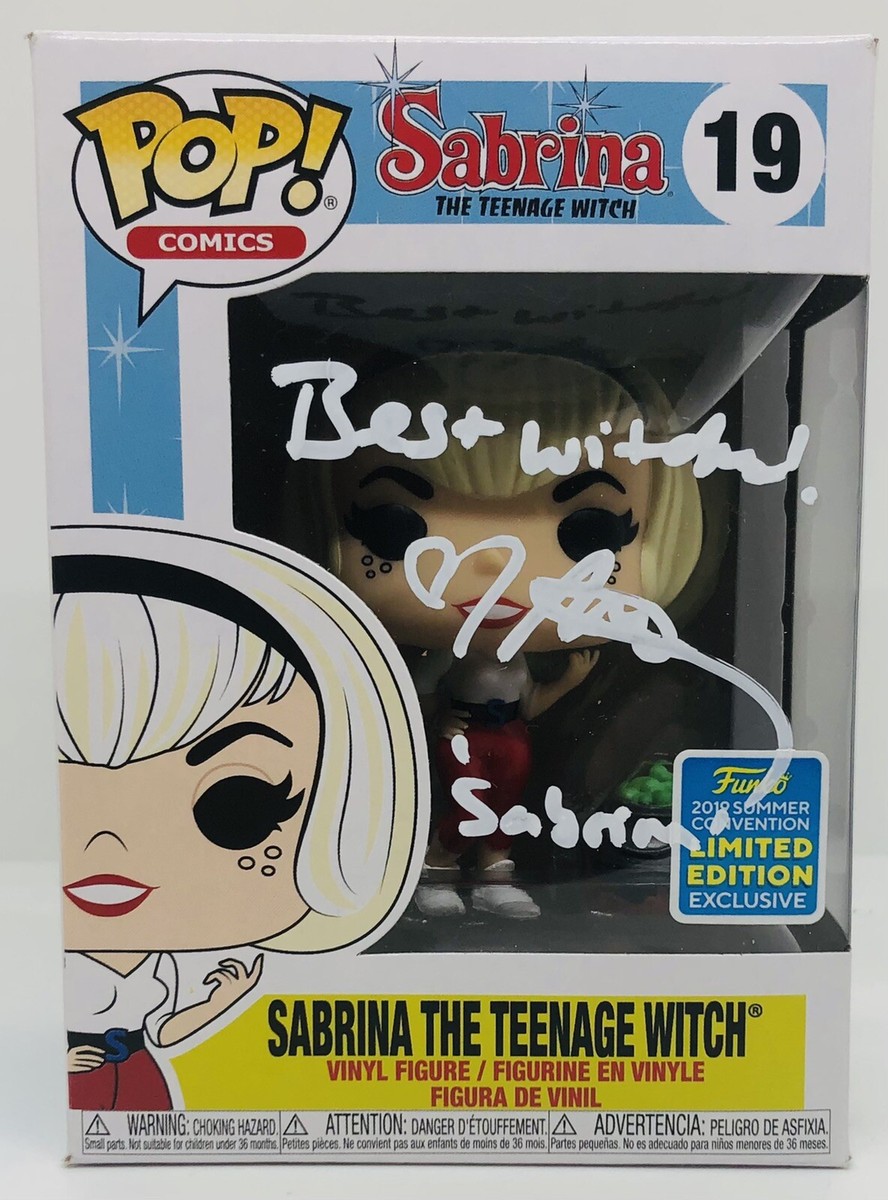 POP!®
COMICS
Sabrina
THE TEENAGE WITCH
19
Best witches!
'Sabrina'
S
Funko
2019 SUMMER
CONVENTION
LIMITED
EDITION
EXCLUSIVE
S
SABRINA THE TEENAGE WITCH®
VINYL FIGURE / FIGURINE EN VINYLE
FIGURA DE VINIL
WARNING: CHOKING HAZARD.
Small parts. Not suitable for children under 36 months.
ATTENTION: DANGER D'ÉTOUFFEMENT.
Petites pièces. Ne convient pas aux enfants de moins de 36 mois.
ADVERTENCIA: PELIGRO DE ASFIXIA.
Partes pequeñas. No es adecuado para niños menores de 36 meses.